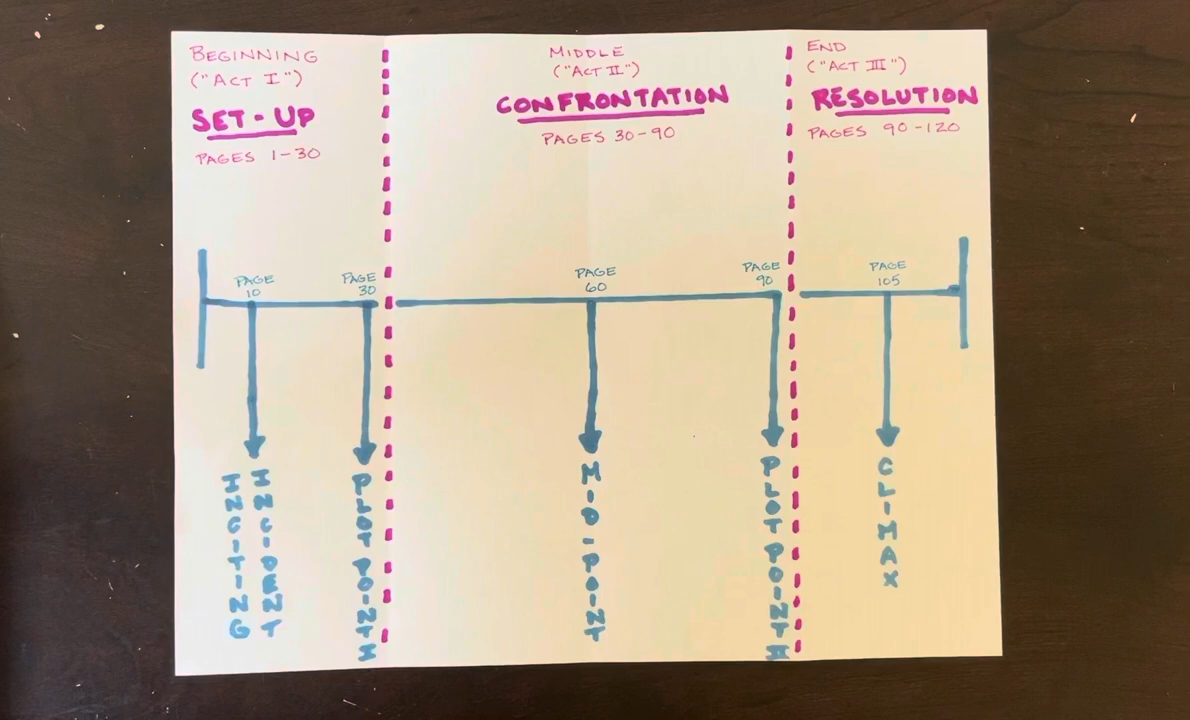 BEGINNING
("ACT I")
SET-UP
PAGES 1-30
MIDDLE
("ACT II")
CONFRONTATION
PAGES 30-90
END
("ACT III")
RESOLUTION
PAGES 90-120
PAGE
10
PAGE
30
PAGE
60
PAGE
90
PAGE
105
INCITING
INCIDENT
PLOT POINT I
MID-POINT
PLOT POINT II
CLIMAX